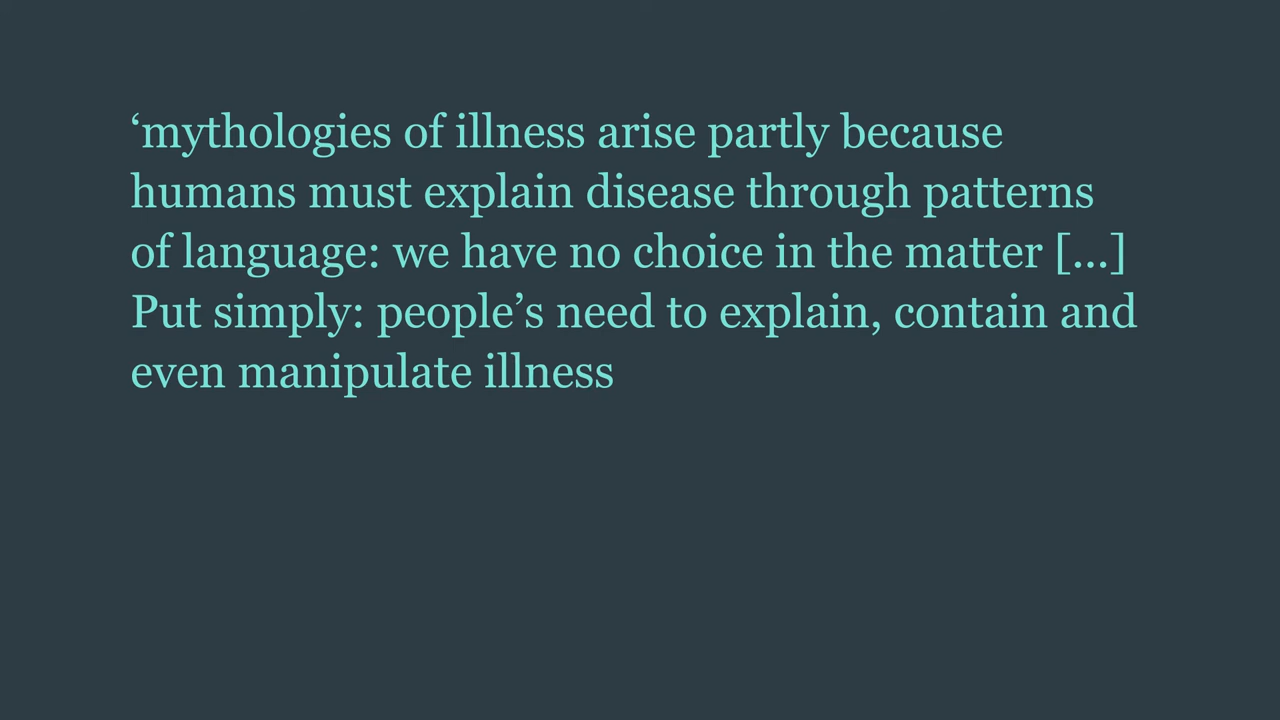 ‘mythologies of illness arise partly because
humans must explain disease through patterns
of language: we have no choice in the matter [...]
Put simply: people’s need to explain, contain and
even manipulate illness